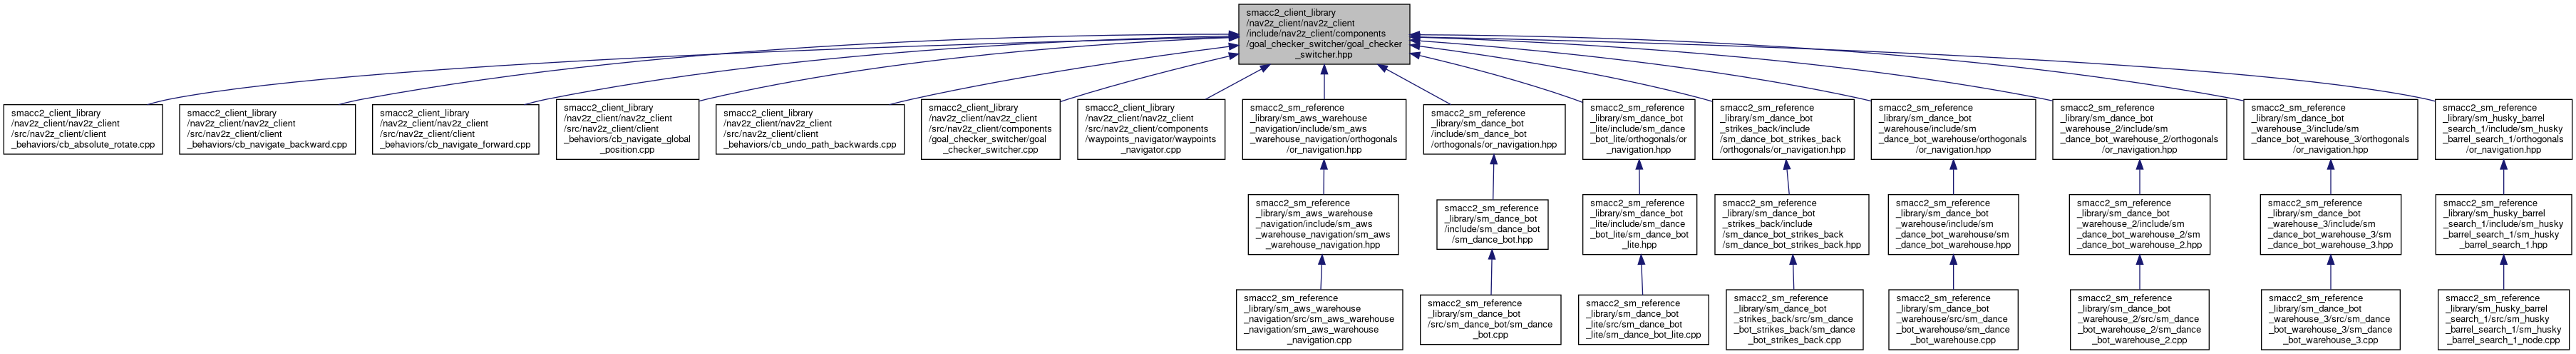 smacc2_client_library
/nav2z_client/nav2z_client
/include/nav2z_client/components
/goal_checker_switcher/goal_checker
_switcher.hpp
smacc2_client_library
/nav2z_client/nav2z_client
/src/nav2z_client/client
_behaviors/cb_absolute_rotate.cpp
smacc2_client_library
/nav2z_client/nav2z_client
/src/nav2z_client/client
_behaviors/cb_navigate_backward.cpp
smacc2_client_library
/nav2z_client/nav2z_client
/src/nav2z_client/client
_behaviors/cb_navigate_forward.cpp
smacc2_client_library
/nav2z_client/nav2z_client
/src/nav2z_client/client
_behaviors/cb_navigate_global
_position.cpp
smacc2_client_library
/nav2z_client/nav2z_client
/src/nav2z_client/client
_behaviors/cb_undo_path_backwards.cpp
smacc2_client_library
/nav2z_client/nav2z_client
/src/nav2z_client/components
/goal_checker_switcher/goal
_checker_switcher.cpp
smacc2_client_library
/nav2z_client/nav2z_client
/src/nav2z_client/components
/waypoints_navigator/waypoints
_navigator.cpp
smacc2_sm_reference
_library/sm_aws_warehouse
_navigation/include/sm_aws
_warehouse_navigation/orthogonals
/or_navigation.hpp
smacc2_sm_reference
_library/sm_dance_bot
/include/sm_dance_bot
/orthogonals/or_navigation.hpp
smacc2_sm_reference
_library/sm_dance_bot
_lite/include/sm_dance
_bot_lite/orthogonals/or
_navigation.hpp
smacc2_sm_reference
_library/sm_dance_bot
_strikes_back/include
/sm_dance_bot_strikes_back
/orthogonals/or_navigation.hpp
smacc2_sm_reference
_library/sm_dance_bot
_warehouse/include/sm
_dance_bot_warehouse/orthogonals
/or_navigation.hpp
smacc2_sm_reference
_library/sm_dance_bot
_warehouse_2/include/sm
_dance_bot_warehouse_2/orthogonals
/or_navigation.hpp
smacc2_sm_reference
_library/sm_dance_bot
_warehouse_3/include/sm
_dance_bot_warehouse_3/orthogonals
/or_navigation.hpp
smacc2_sm_reference
_library/sm_husky_barrel
_search_1/include/sm_husky
_barrel_search_1/orthogonals
/or_navigation.hpp
smacc2_sm_reference
_library/sm_aws_warehouse
_navigation/include/sm_aws
_warehouse_navigation/sm_aws
_warehouse_navigation.hpp
smacc2_sm_reference
_library/sm_dance_bot
/include/sm_dance_bot
/sm_dance_bot.hpp
smacc2_sm_reference
_library/sm_dance_bot
_lite/include/sm_dance
_bot_lite/sm_dance_bot
_lite.hpp
smacc2_sm_reference
_library/sm_dance_bot
_strikes_back/include
/sm_dance_bot_strikes_back
/sm_dance_bot_strikes_back.hpp
smacc2_sm_reference
_library/sm_dance_bot
_warehouse/include/sm
_dance_bot_warehouse/sm
_dance_bot_warehouse.hpp
smacc2_sm_reference
_library/sm_dance_bot
_warehouse_2/include/sm
_dance_bot_warehouse_2/sm
_dance_bot_warehouse_2.hpp
smacc2_sm_reference
_library/sm_dance_bot
_warehouse_3/include/sm
_dance_bot_warehouse_3/sm
_dance_bot_warehouse_3.hpp
smacc2_sm_reference
_library/sm_husky_barrel
_search_1/include/sm_husky
_barrel_search_1/sm_husky
_barrel_search_1.hpp
smacc2_sm_reference
_library/sm_aws_warehouse
_navigation/src/sm_aws_warehouse
_navigation/sm_aws_warehouse
_navigation.cpp
smacc2_sm_reference
_library/sm_dance_bot
/src/sm_dance_bot/sm_dance
_bot.cpp
smacc2_sm_reference
_library/sm_dance_bot
_lite/src/sm_dance_bot
_lite/sm_dance_bot_lite.cpp
smacc2_sm_reference
_library/sm_dance_bot
_strikes_back/src/sm_dance
_bot_strikes_back/sm_dance
_bot_strikes_back.cpp
smacc2_sm_reference
_library/sm_dance_bot
_warehouse/src/sm_dance
_bot_warehouse/sm_dance
_bot_warehouse.cpp
smacc2_sm_reference
_library/sm_dance_bot
_warehouse_2/src/sm_dance
_bot_warehouse_2/sm_dance
_bot_warehouse_2.cpp
smacc2_sm_reference
_library/sm_dance_bot
_warehouse_3/src/sm_dance
_bot_warehouse_3/sm_dance
_bot_warehouse_3.cpp
smacc2_sm_reference
_library/sm_husky_barrel
_search_1/src/sm_husky
_barrel_search_1/sm_husky
_barrel_search_1_node.cpp